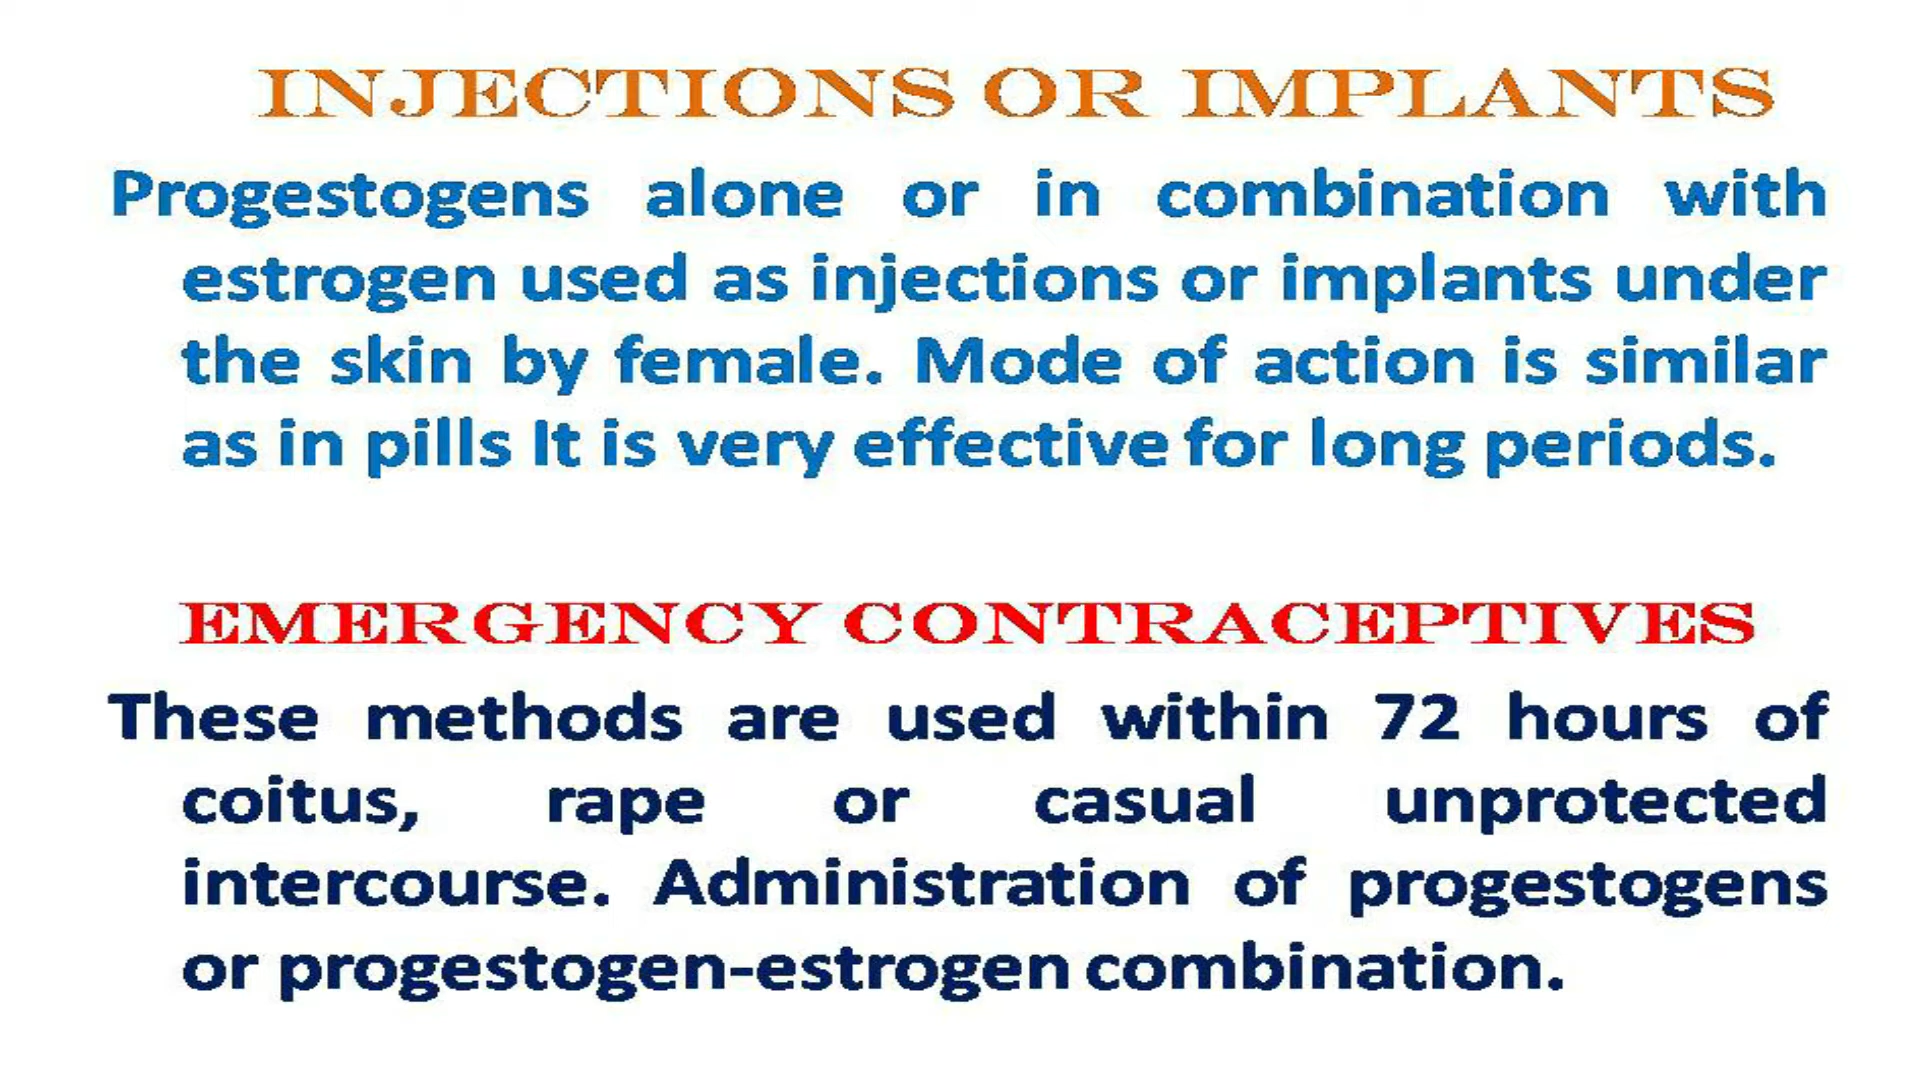 INJECTIONS OR IMPLANTS
Progestogens alone or in combination with
estrogen used as injections or implants under
the skin by female. Mode of action is similar
as in pills It is very effective for long periods.
EMERGENCY CONTRACEPTIVES
These methods are used within 72 hours of
coitus, rape or casual unprotected
intercourse. Administration of progestogens
or progestogen-estrogen combination.